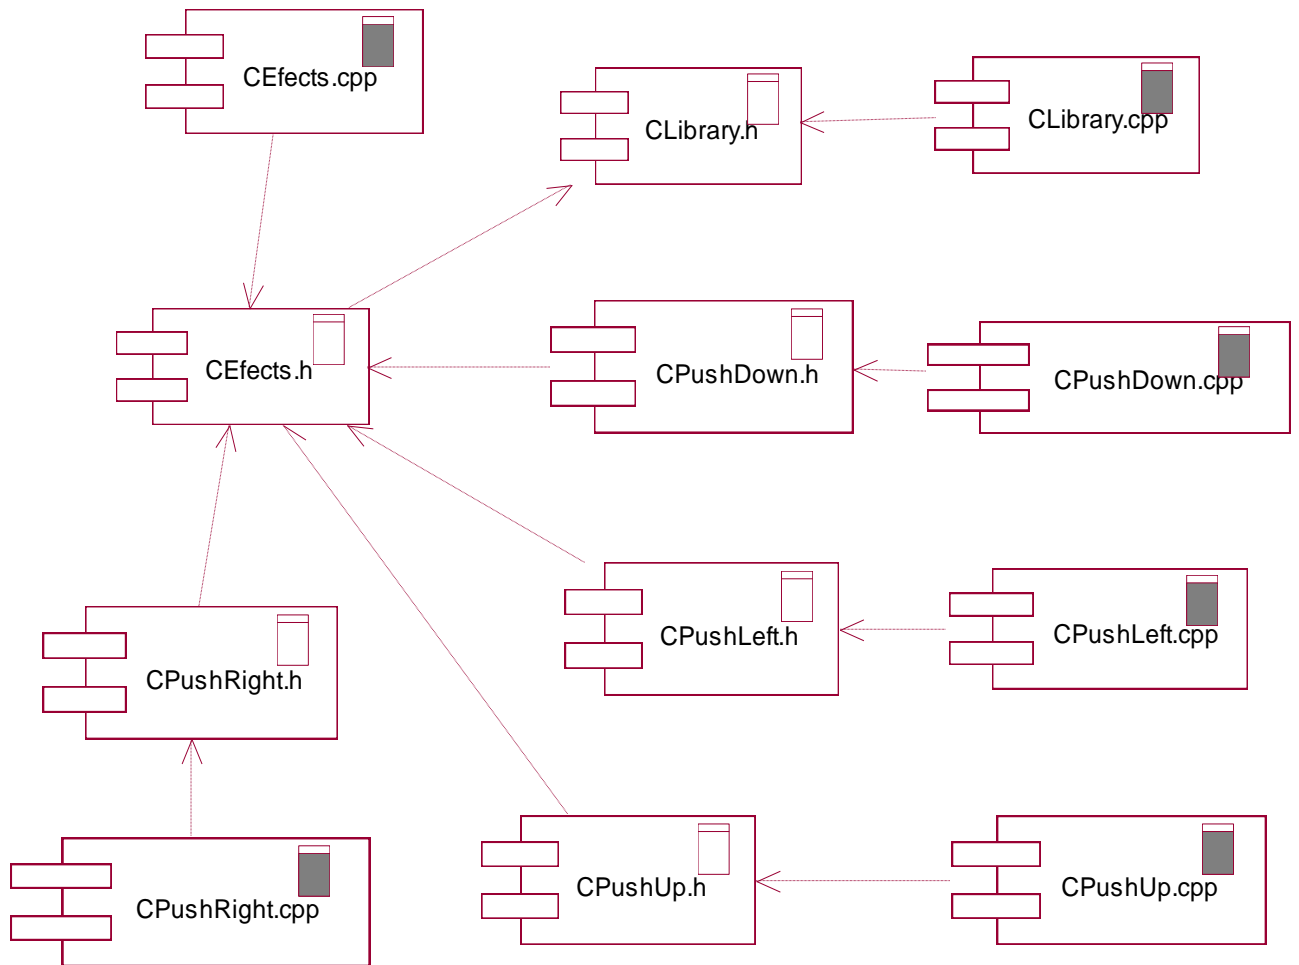 CEfects.cpp
CLibrary.h
CLibrary.cpp
CEfects.h
CPushDown.h
CPushDown.cpp
CPushLeft.h
CPushLeft.cpp
CPushRight.h
CPushUp.h
CPushUp.cpp
CPushRight.cpp